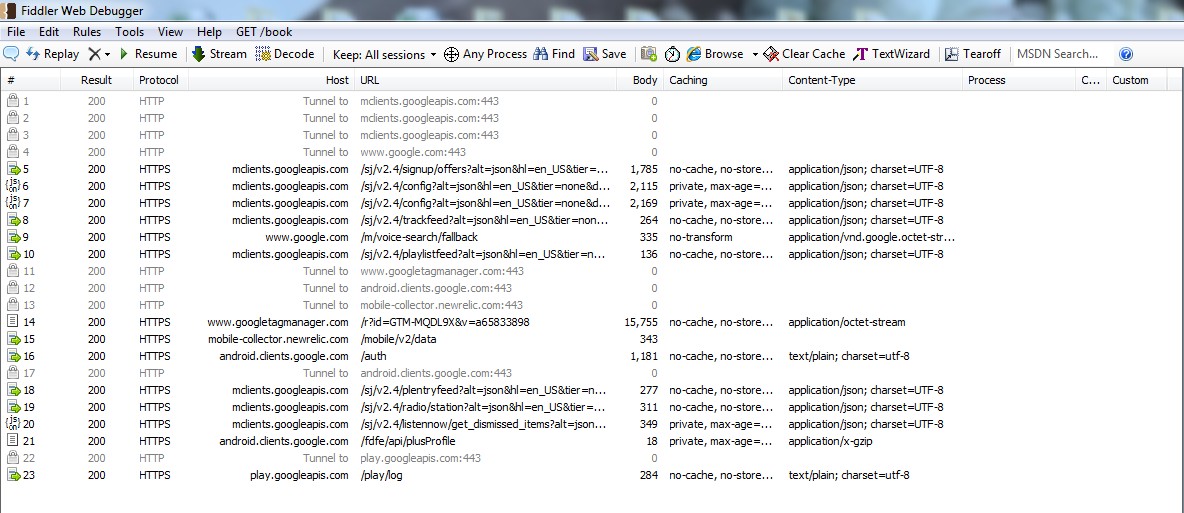 Fiddler Web Debugger
File Edit Rules Tools View Help GET /book
Replay Resume Stream Decode Keep: All sessions Any Process Find Save Browse Clear Cache TextWizard Tearoff MSDN Search...
# Result Protocol Host URL Body Caching Content-Type Process C... Custom
1 200 HTTP Tunnel to mclients.googleapis.com:443 0
2 200 HTTP Tunnel to mclients.googleapis.com:443 0
3 200 HTTP Tunnel to mclients.googleapis.com:443 0
4 200 HTTP Tunnel to www.google.com:443 0
5 200 HTTPS mclients.googleapis.com /sj/v2.4/signup/offers?alt=json&hl=en_US&tier=... 1,785 no-cache, no-store... application/json; charset=UTF-8
6 200 HTTPS mclients.googleapis.com /sj/v2.4/config?alt=json&hl=en_US&tier=none&d... 2,115 private, max-age=... application/json; charset=UTF-8
7 200 HTTPS mclients.googleapis.com /sj/v2.4/config?alt=json&hl=en_US&tier=none&d... 2,169 private, max-age=... application/json; charset=UTF-8
8 200 HTTPS mclients.googleapis.com /sj/v2.4/trackfeed?alt=json&hl=en_US&tier=non... 264 no-cache, no-store... application/json; charset=UTF-8
9 200 HTTPS www.google.com /m/voice-search/fallback 335 no-transform application/vnd.google.octet-str...
10 200 HTTPS mclients.googleapis.com /sj/v2.4/playlistfeed?alt=json&hl=en_US&tier=n... 136 no-cache, no-store... application/json; charset=UTF-8
11 200 HTTP Tunnel to www.googletagmanager.com:443 0
12 200 HTTP Tunnel to android.clients.google.com:443 0
13 200 HTTP Tunnel to mobile-collector.newrelic.com:443 0
14 200 HTTPS www.googletagmanager.com /r?id=GTM-MQDL9X&v=a65833898 15,755 no-cache, no-store... application/octet-stream
15 200 HTTPS mobile-collector.newrelic.com /mobile/v2/data 343
16 200 HTTPS android.clients.google.com /auth 1,181 no-cache, no-store... text/plain; charset=utf-8
17 200 HTTP Tunnel to android.clients.google.com:443 0
18 200 HTTPS mclients.googleapis.com /sj/v2.4/plentryfeed?alt=json&hl=en_US&tier=n... 277 no-cache, no-store... application/json; charset=UTF-8
19 200 HTTPS mclients.googleapis.com /sj/v2.4/radio/station?alt=json&hl=en_US&tier=... 311 no-cache, no-store... application/json; charset=UTF-8
20 200 HTTPS mclients.googleapis.com /sj/v2.4/listennow/get_dismissed_items?alt=json... 349 private, max-age=... application/json; charset=UTF-8
21 200 HTTPS android.clients.google.com /fdfe/api/plusProfile 18 private, max-age=... application/x-gzip
22 200 HTTP Tunnel to play.googleapis.com:443 0
23 200 HTTPS play.googleapis.com /play/log 284 no-cache, no-store... text/plain; charset=utf-8